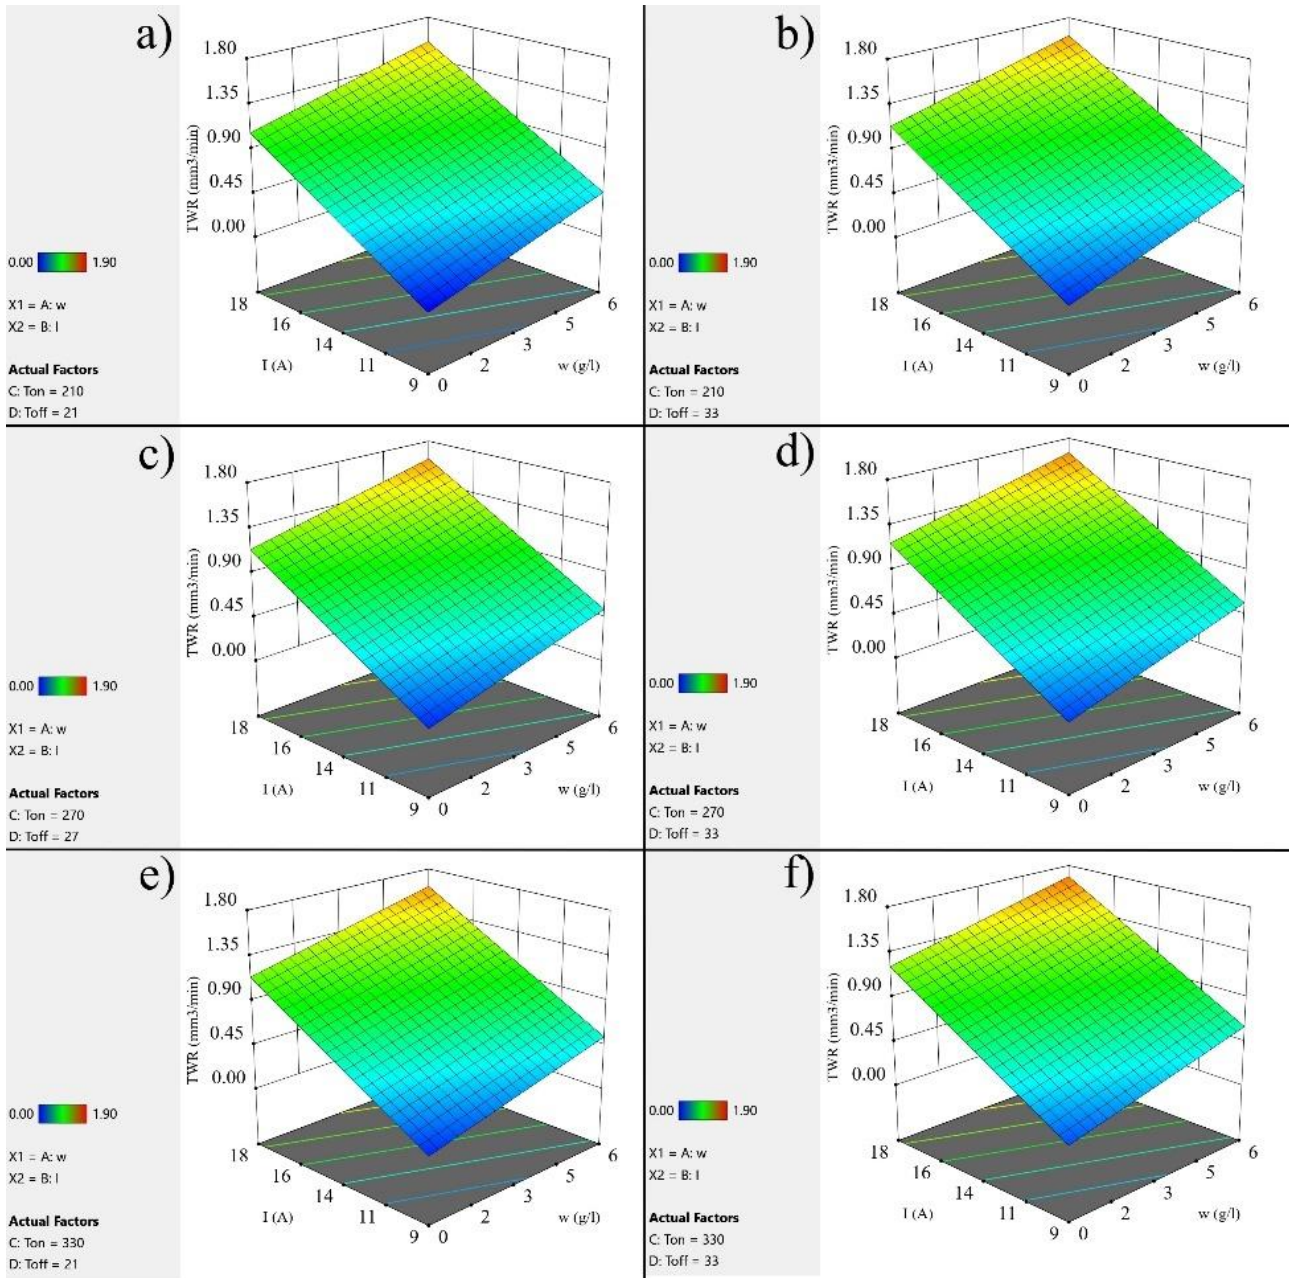 a)
1.80
1.35
0.90
0.45
0.00
TWR (mm3/min)
0.00 1.90
X1 = A: w
X2 = B: I
Actual Factors
C: Ton = 210
D: Toff = 21
18
16
14
11
9
I (A)
0
2
3
5
6
w (g/l)
b)
1.80
1.35
0.90
0.45
0.00
TWR (mm3/min)
0.00 1.90
X1 = A: w
X2 = B: I
Actual Factors
C: Ton = 210
D: Toff = 33
18
16
14
11
9
I (A)
0
2
3
5
6
w (g/l)
c)
1.80
1.35
0.90
0.45
0.00
TWR (mm3/min)
0.00 1.90
X1 = A: w
X2 = B: I
Actual Factors
C: Ton = 270
D: Toff = 27
18
16
14
11
9
I (A)
0
2
3
5
6
w (g/l)
d)
1.80
1.35
0.90
0.45
0.00
TWR (mm3/min)
0.00 1.90
X1 = A: w
X2 = B: I
Actual Factors
C: Ton = 270
D: Toff = 33
18
16
14
11
9
I (A)
0
2
3
5
6
w (g/l)
e)
1.80
1.35
0.90
0.45
0.00
TWR (mm3/min)
0.00 1.90
X1 = A: w
X2 = B: I
Actual Factors
C: Ton = 330
D: Toff = 21
18
16
14
11
9
I (A)
0
2
3
5
6
w (g/l)
f)
1.80
1.35
0.90
0.45
0.00
TWR (mm3/min)
0.00 1.90
X1 = A: w
X2 = B: I
Actual Factors
C: Ton = 330
D: Toff = 33
18
16
14
11
9
I (A)
0
2
3
5
6
w (g/l)